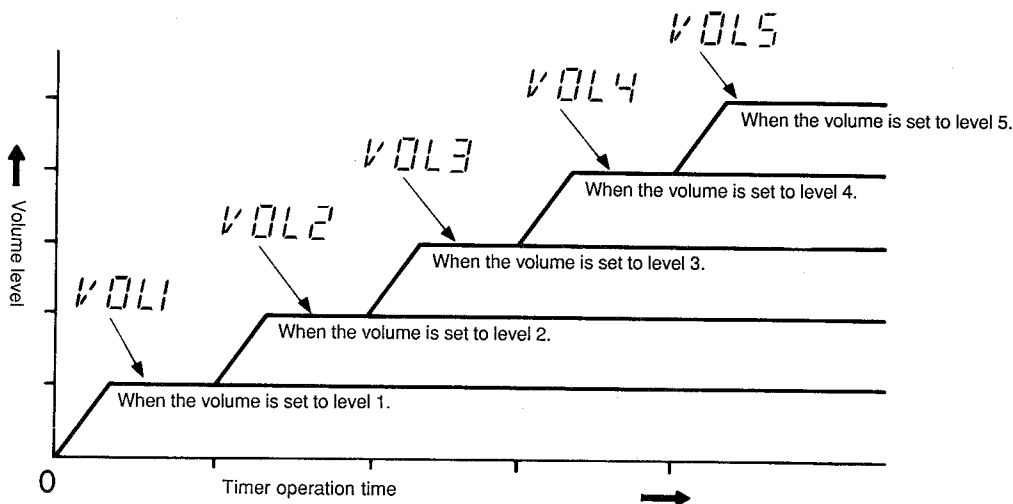 VOL5
VOL4
When the volume is set to level 5.
VOL3
When the volume is set to level 4.
VOL2
When the volume is set to level 3.
VOL1
When the volume is set to level 2.
When the volume is set to level 1.
Volume level
0
Timer operation time